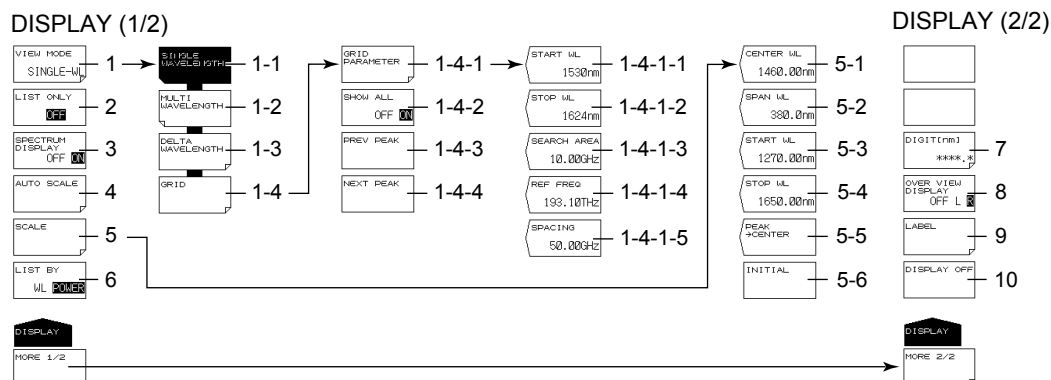 DISPLAY (1/2)
VIEW MODE
SINGLE-WL
1
LIST ONLY
OFF
2
SPECTRUM
DISPLAY
OFF ON
3
AUTO SCALE
4
SCALE
5
LIST BY
WL POWER
6
DISPLAY
MORE 1/2
SINGLE
WAVELENGTH
1-1
MULTI
WAVELENGTH
1-2
DELTA
WAVELENGTH
1-3
GRID
1-4
GRID
PARAMETER
1-4-1
SHOW ALL
OFF ON
1-4-2
PREV PEAK
1-4-3
NEXT PEAK
1-4-4
START WL
1530nm
1-4-1-1
STOP WL
1624nm
1-4-1-2
SEARCH AREA
10.00GHz
1-4-1-3
REF FREQ
193.10THz
1-4-1-4
SPACING
50.00GHz
1-4-1-5
CENTER WL
1460.00nm
5-1
SPAN WL
380.0nm
5-2
START WL
1270.00nm
5-3
STOP WL
1650.00nm
5-4
PEAK
→CENTER
5-5
INITIAL
5-6
DISPLAY (2/2)
DIGIT[nm]
****.*
7
OVER VIEW
DISPLAY
OFF L R
8
LABEL
9
DISPLAY OFF
10
DISPLAY
MORE 2/2